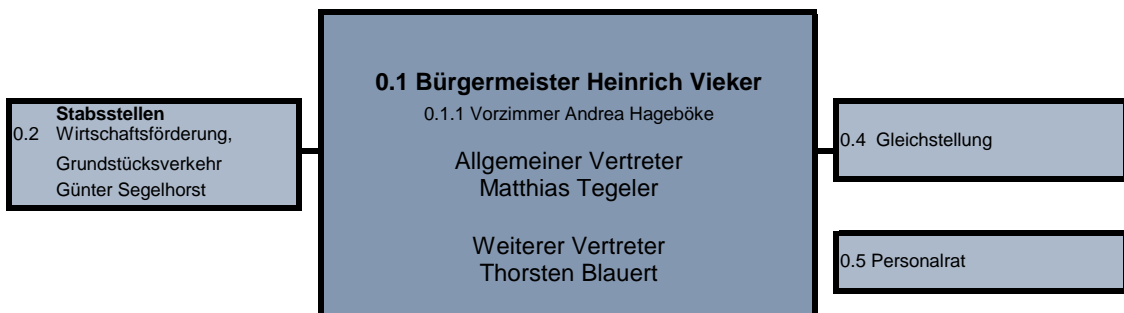 Stabsstellen
0.2 Wirtschaftsförderung,
Grundstücksverkehr
Günter Segelhorst
0.1 Bürgermeister Heinrich Vieker
0.1.1 Vorzimmer Andrea Hageböke
Allgemeiner Vertreter
Matthias Tegeler
Weiterer Vertreter
Thorsten Blauert
0.4 Gleichstellung
0.5 Personalrat